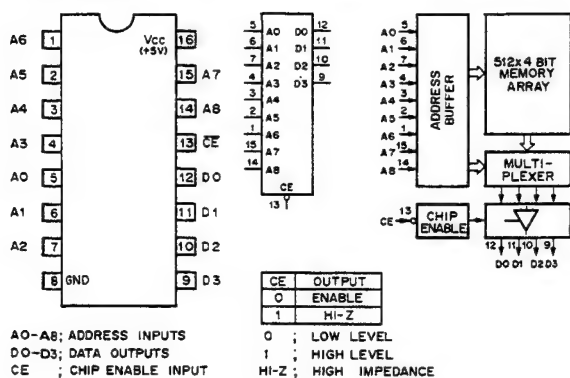 A6 1 Vcc (+5V) 16
A5 2 15 A7
A4 3 14 A8
A3 4 13 CE
A0 5 12 D0
A1 6 11 D1
A2 7 10 D2
8 GND 9 D3
5 A0 D0 12
6 A1 D1 11
7 A2 D2 10
4 A3 D3 9
3 A4
2 A5
1 A6
15 A7
14 A8
CE
13
A0 5
A1 6
A2 7
A3 4
A4 3
A5 2
A6 1
A7 15
A8 14
ADDRESS BUFFER
512x4 BIT
MEMORY
ARRAY
MULTI-
PLEXER
CE 13
CHIP
ENABLE
12 11 10 9
D0 D1 D2 D3
CE OUTPUT
0 ENABLE
1 HI-Z
A0-A8; ADDRESS INPUTS
D0-D3; DATA OUTPUTS
CE ; CHIP ENABLE INPUT
0 ; LOW LEVEL
1 ; HIGH LEVEL
HI-Z ; HIGH IMPEDANCE